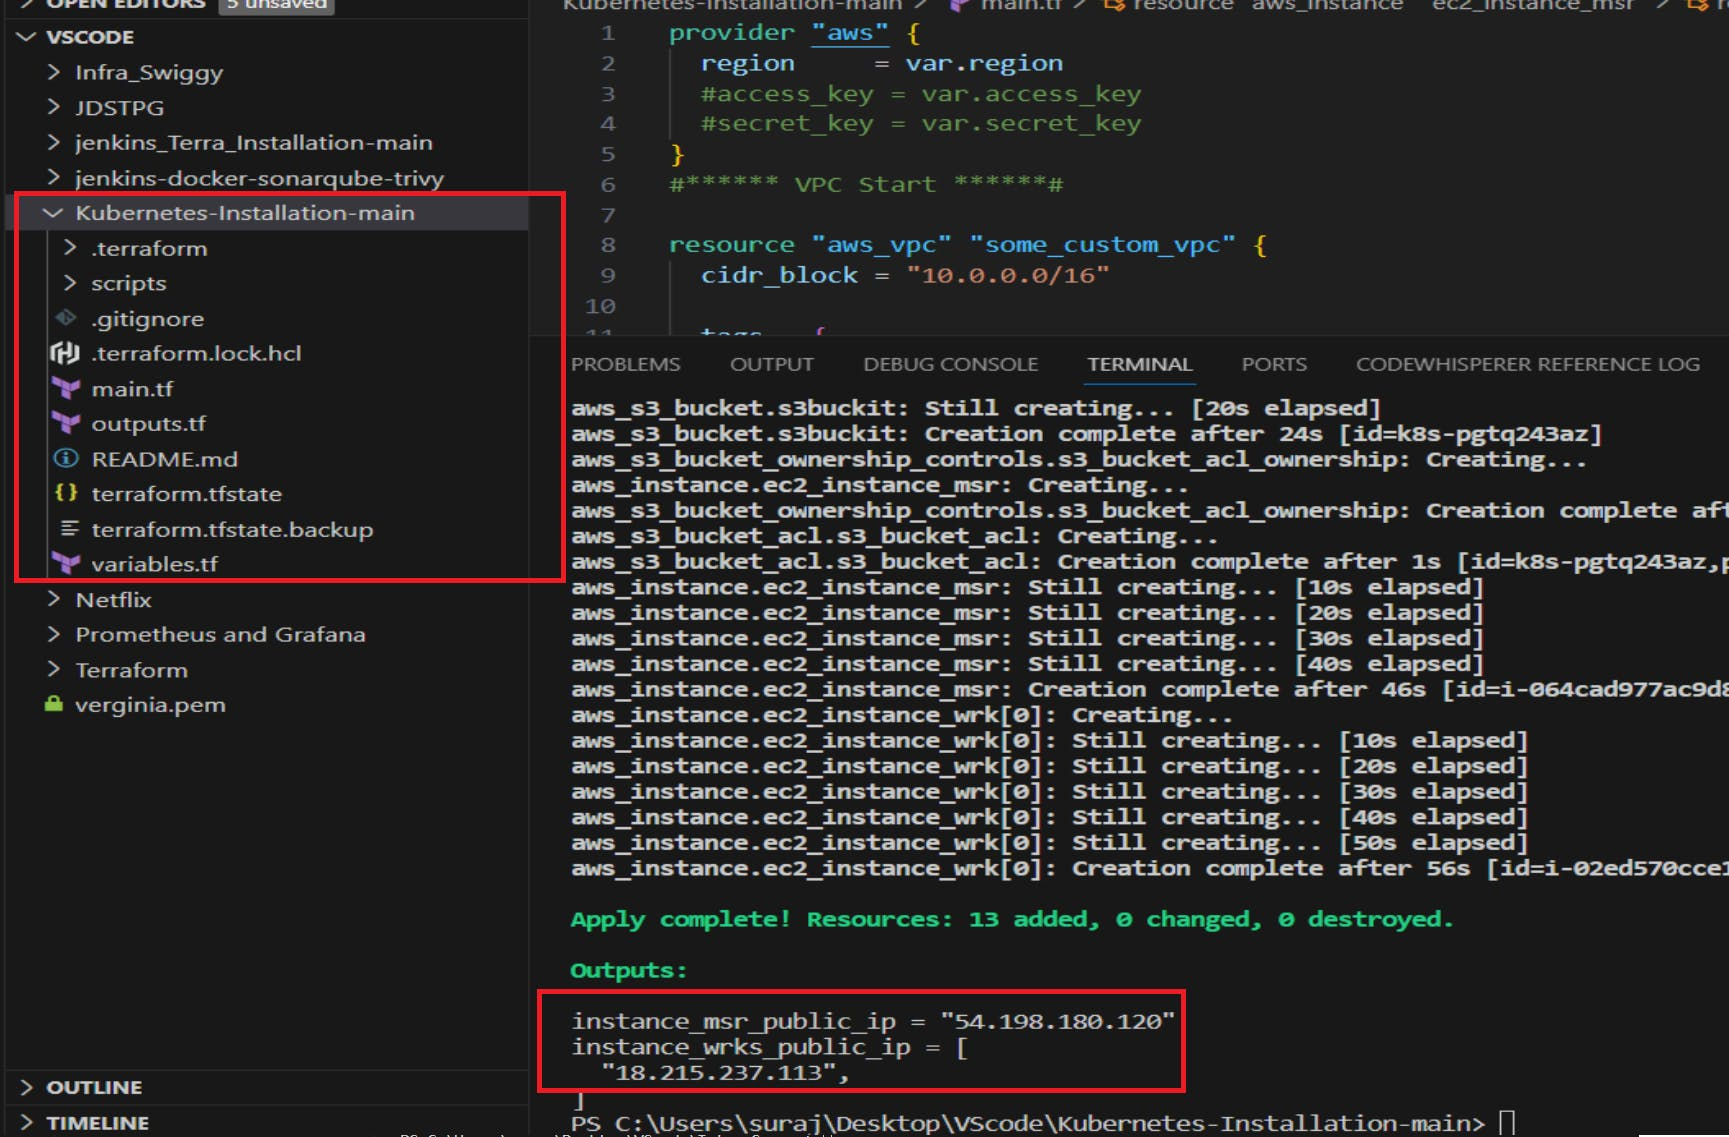 OPEN EDITORS 5 unsaved
VSCODE
Infra_Swiggy
JDSTPG
jenkins_Terra_Installation-main
jenkins-docker-sonarqube-trivy
Kubernetes-Installation-main
.terraform
scripts
.gitignore
.terraform.lock.hcl
main.tf
outputs.tf
README.md
terraform.tfstate
terraform.tfstate.backup
variables.tf
Netflix
Prometheus and Grafana
Terraform
verginia.pem
OUTLINE
TIMELINE
Kubernetes-Installation-main > main.tf > resource "aws_instance" "ec2_instance_msr" >
1 provider "aws" {
2 region = var.region
3 #access_key = var.access_key
4 #secret_key = var.secret_key
5 }
6 #****** VPC Start ******#
7
8 resource "aws_vpc" "some_custom_vpc" {
9 cidr_block = "10.0.0.0/16"
10
11 tags {
PROBLEMS OUTPUT DEBUG CONSOLE TERMINAL PORTS CODEWHISPERER REFERENCE LOG
aws_s3_bucket.s3buckit: Still creating... [20s elapsed]
aws_s3_bucket.s3buckit: Creation complete after 24s [id=k8s-pgtq243az]
aws_s3_bucket_ownership_controls.s3_bucket_acl_ownership: Creating...
aws_instance.ec2_instance_msr: Creating...
aws_s3_bucket_ownership_controls.s3_bucket_acl_ownership: Creation complete aft
aws_s3_bucket_acl.s3_bucket_acl: Creating...
aws_s3_bucket_acl.s3_bucket_acl: Creation complete after 1s [id=k8s-pgtq243az,p
aws_instance.ec2_instance_msr: Still creating... [10s elapsed]
aws_instance.ec2_instance_msr: Still creating... [20s elapsed]
aws_instance.ec2_instance_msr: Still creating... [30s elapsed]
aws_instance.ec2_instance_msr: Still creating... [40s elapsed]
aws_instance.ec2_instance_msr: Creation complete after 46s [id=i-064cad977ac9d8
aws_instance.ec2_instance_wrk[0]: Creating...
aws_instance.ec2_instance_wrk[0]: Still creating... [10s elapsed]
aws_instance.ec2_instance_wrk[0]: Still creating... [20s elapsed]
aws_instance.ec2_instance_wrk[0]: Still creating... [30s elapsed]
aws_instance.ec2_instance_wrk[0]: Still creating... [40s elapsed]
aws_instance.ec2_instance_wrk[0]: Still creating... [50s elapsed]
aws_instance.ec2_instance_wrk[0]: Creation complete after 56s [id=i-02ed570cce1
Apply complete! Resources: 13 added, 0 changed, 0 destroyed.
Outputs:
instance_msr_public_ip = "54.198.180.120"
instance_wrks_public_ip = [
"18.215.237.113",
]
PS C:\Users\suraj\Desktop\VScode\Kubernetes-Installation-main>